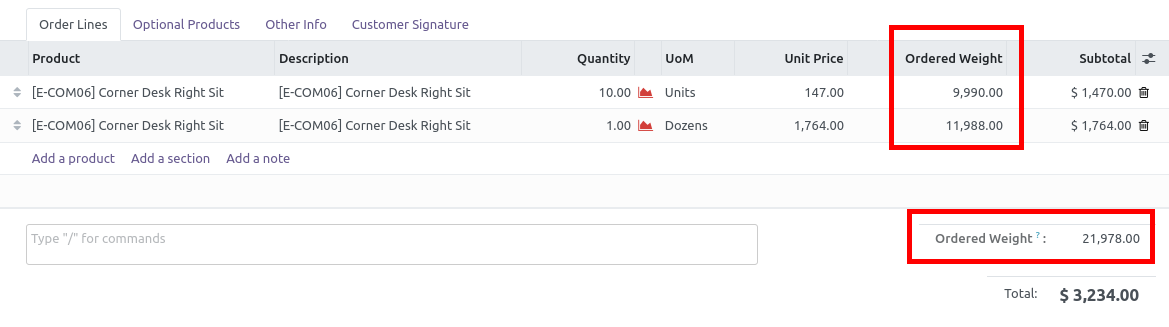 Order Lines Optional Products Other Info Customer Signature
Product Description Quantity UoM Unit Price Ordered Weight Subtotal
[E-COM06] Corner Desk Right Sit [E-COM06] Corner Desk Right Sit 10.00 Units 147.00 9,990.00 $ 1,470.00
[E-COM06] Corner Desk Right Sit [E-COM06] Corner Desk Right Sit 1.00 Dozens 1,764.00 11,988.00 $ 1,764.00
Add a product Add a section Add a note
Type "/" for commands Ordered Weight ? : 21,978.00
Total: $ 3,234.00